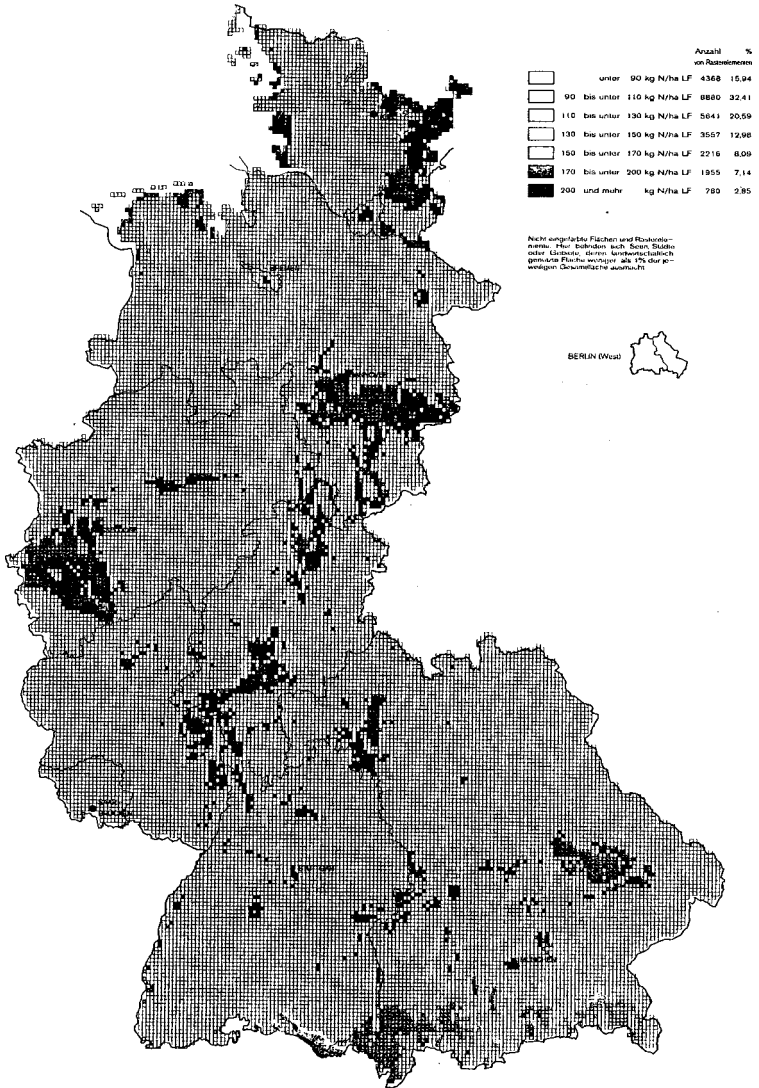 Anzahl %
von Rasterelementen
unter 90 kg N/ha LF 4368 15,94
90 bis unter 110 kg N/ha LF 8880 32,41
110 bis unter 130 kg N/ha LF 5641 20,59
130 bis unter 150 kg N/ha LF 3557 12,98
150 bis unter 170 kg N/ha LF 2216 8,09
170 bis unter 200 kg N/ha LF 1955 7,14
200 und mehr kg N/ha LF 780 2,85
Nicht eingefärbte Flächen und Rasterele-
mente: Hier befinden sich Seen, Städte
oder Gebiete, deren landwirtschaftlich
genutzte Fläche weniger als 1% der je-
weiligen Gesamtfläche ausmacht
BERLIN (West)
BREMEN